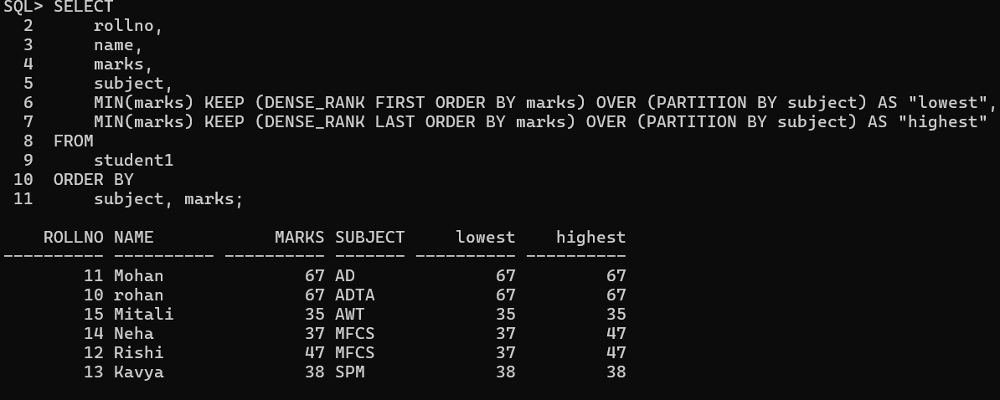 SQL> SELECT
  2      rollno,
  3      name,
  4      marks,
  5      subject,
  6      MIN(marks) KEEP (DENSE_RANK FIRST ORDER BY marks) OVER (PARTITION BY subject) AS "lowest",
  7      MIN(marks) KEEP (DENSE_RANK LAST ORDER BY marks) OVER (PARTITION BY subject) AS "highest"
  8  FROM
  9      student1
 10  ORDER BY
 11      subject, marks;

    ROLLNO NAME            MARKS SUBJECT     lowest    highest
---------- ---------- ---------- ------- ---------- ----------
        11 Mohan              67 AD              67         67
        10 rohan              67 ADTA            67         67
        15 Mitali             35 AWT             35         35
        14 Neha               37 MFCS            37         47
        12 Rishi              47 MFCS            37         47
        13 Kavya              38 SPM             38         38